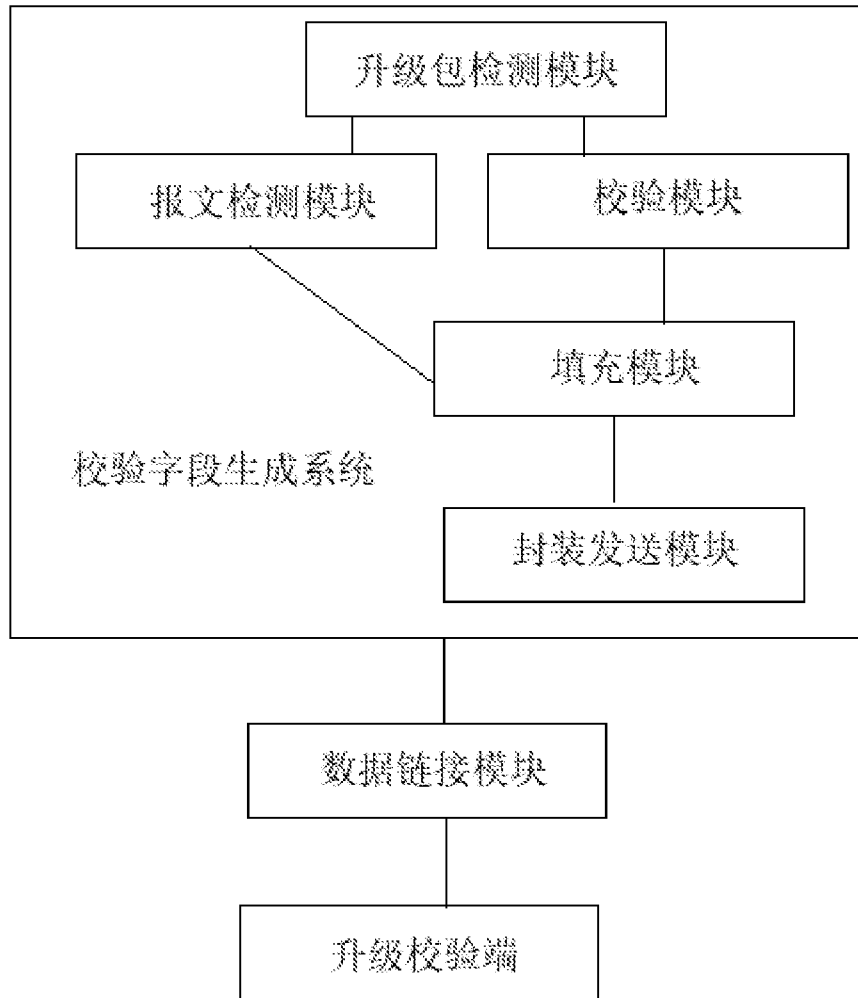 升级包检测模块
报文检测模块
校验模块
填充模块
校验字段生成系统
封装发送模块
数据链接模块
升级校验端